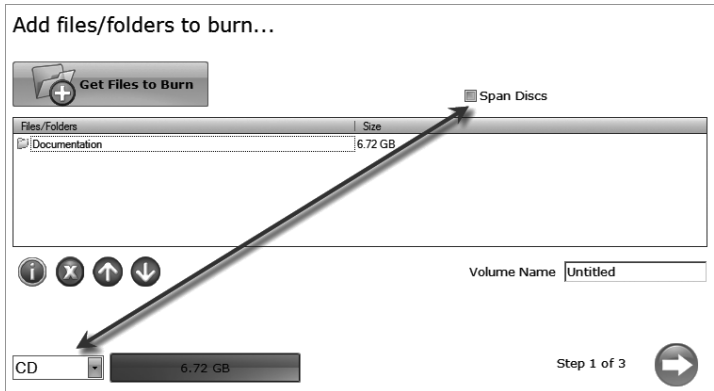 Add files/folders to burn...
Get Files to Burn
Span Discs
Files/Folders Size
Documentation 6.72 GB
Volume Name Untitled
CD 6.72 GB
Step 1 of 3